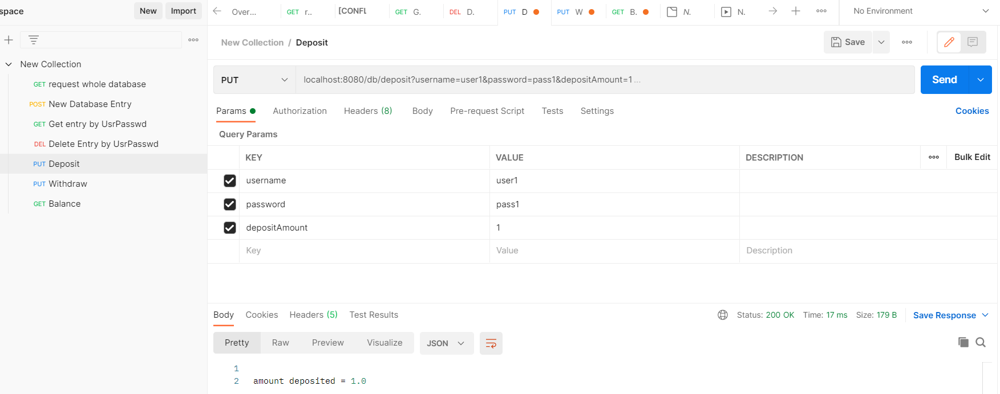 space New Import
Over... GET r.. [CONFL GET G. DEL D. PUT D PUT W GET B. N. N. No Environment
New Collection / Deposit Save
New Collection
GET request whole database
POST New Database Entry
GET Get entry by UsrPasswd
DEL Delete Entry by UsrPasswd
PUT Deposit
PUT Withdraw
GET Balance
PUT localhost:8080/db/deposit?username=user1&password=pass1&depositAmount=1... Send
Params Authorization Headers (8) Body Pre-request Script Tests Settings Cookies
Query Params
KEY VALUE DESCRIPTION Bulk Edit
username user1
password pass1
depositAmount 1
Key Value Description
Body Cookies Headers (5) Test Results Status: 200 OK Time: 17 ms Size: 179 B Save Response
Pretty Raw Preview Visualize JSON
1
2 amount deposited = 1.0